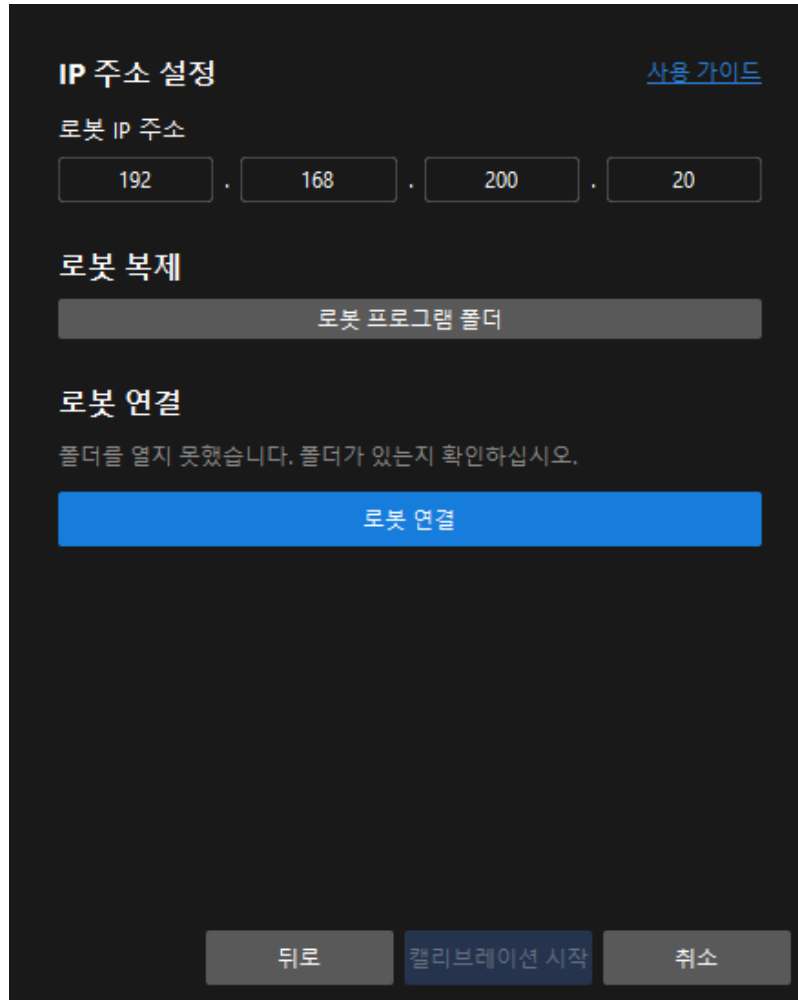 IP 주소 설정 사용 가이드
로봇 IP 주소
192 . 168 . 200 . 20
로봇 복제
로봇 프로그램 폴더
로봇 연결
폴더를 열지 못했습니다. 폴더가 있는지 확인하십시오.
로봇 연결
뒤로 캘리브레이션 시작 취소